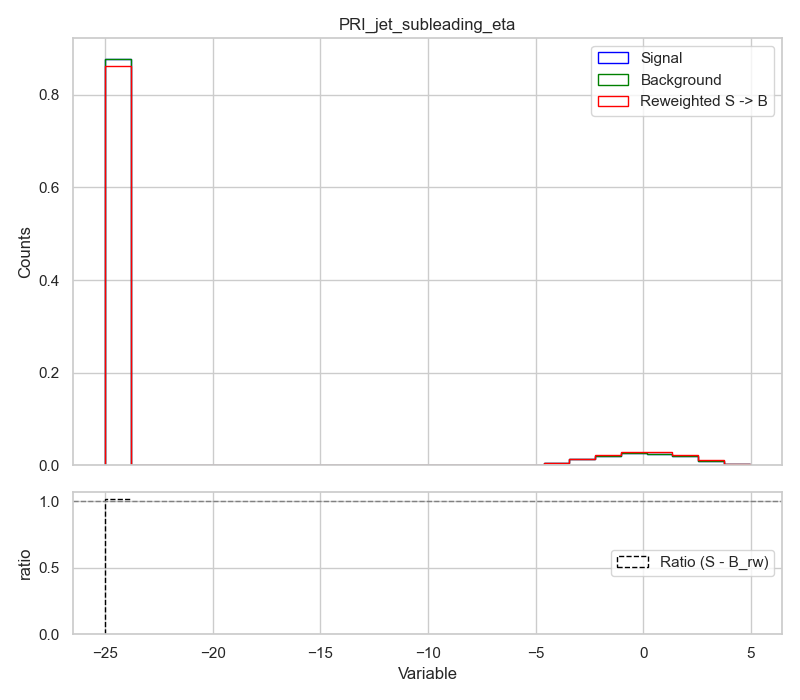 PRI_jet_subleading_eta
Signal
Background
Reweighted S -> B
0.8
0.6
0.4
0.2
0.0
Counts
1.0
0.5
0.0
ratio
Ratio (S - B_rw)
−25
−20
−15
−10
−5
0
5
Variable